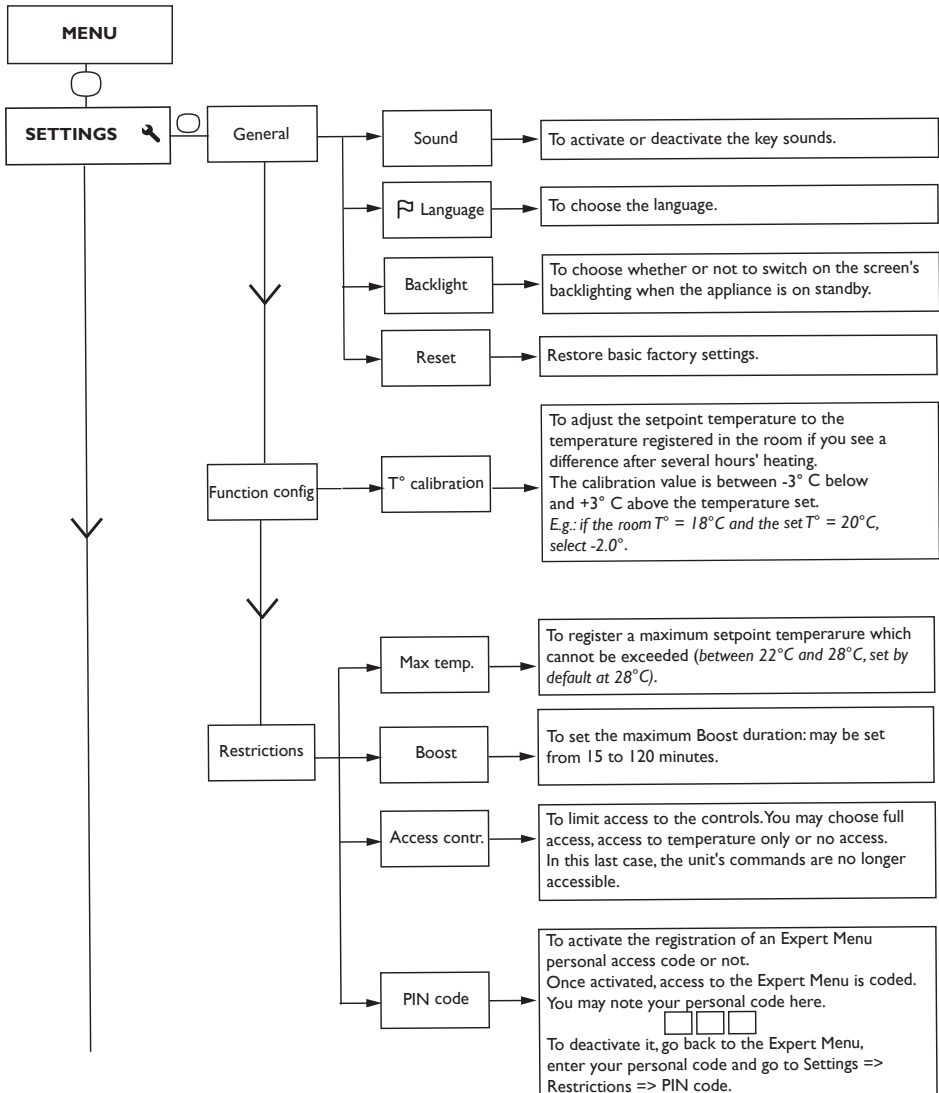 MENU
SETTINGS
General
Sound
To activate or deactivate the key sounds.
Language
To choose the language.
Backlight
To choose whether or not to switch on the screen's
backlighting when the appliance is on standby.
Reset
Restore basic factory settings.
Function config
T° calibration
To adjust the setpoint temperature to the
temperature registered in the room if you see a
difference after several hours' heating.
The calibration value is between -3° C below
and +3° C above the temperature set.
E.g.: if the room T° = 18°C and the set T° = 20°C,
select -2.0°.
Restrictions
Max temp.
To register a maximum setpoint temperarure which
cannot be exceeded (between 22°C and 28°C, set by
default at 28°C).
Boost
To set the maximum Boost duration: may be set
from 15 to 120 minutes.
Access contr.
To limit access to the controls. You may choose full
access, access to temperature only or no access.
In this last case, the unit's commands are no longer
accessible.
PIN code
To activate the registration of an Expert Menu
personal access code or not.
Once activated, access to the Expert Menu is coded.
You may note your personal code here.
To deactivate it, go back to the Expert Menu,
enter your personal code and go to Settings =>
Restrictions => PIN code.